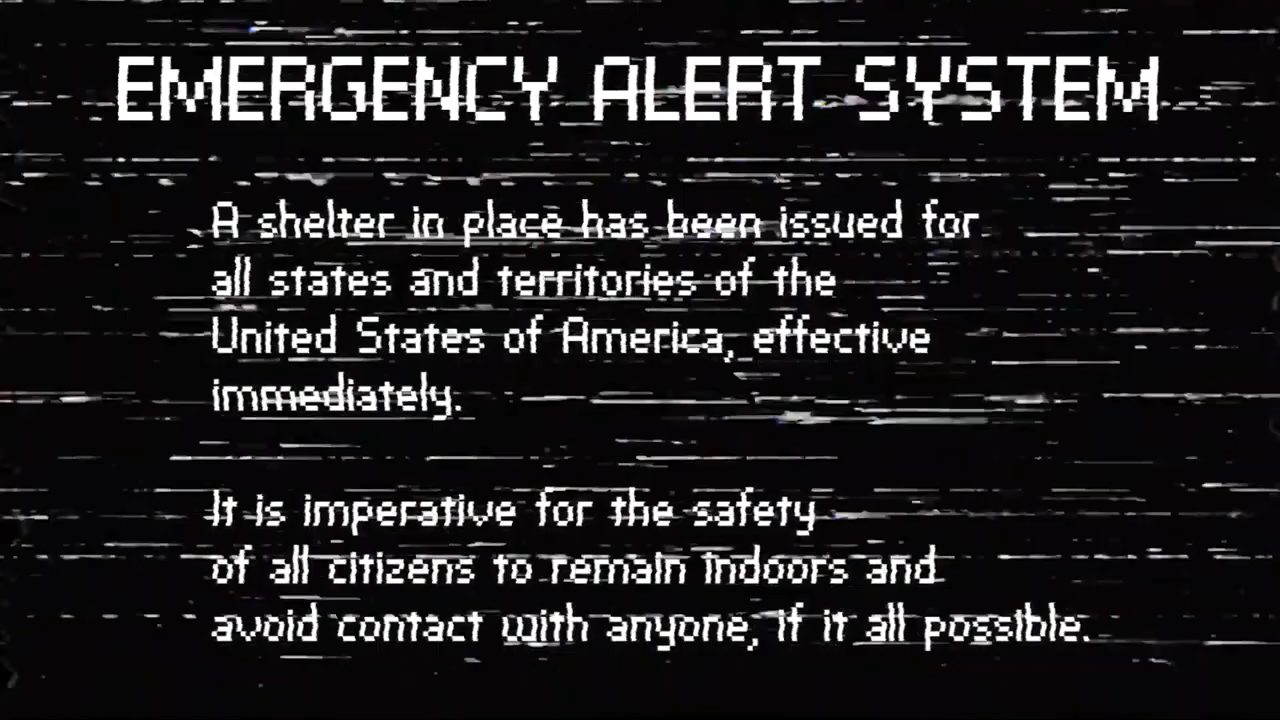 EMERGENCY ALERT SYSTEM
A shelter in place has been issued for
all states and territories of the
United States of America, effective
immediately.
It is imperative for the safety
of all citizens to remain indoors and
avoid contact with anyone, if it all possible.